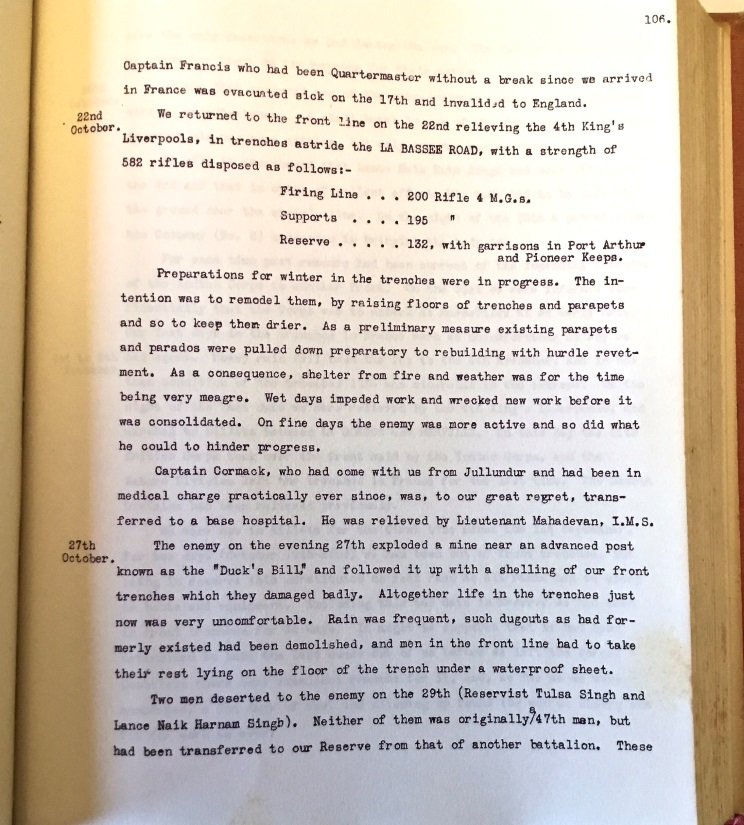 106.
Captain Francis who had been Quartermaster without a break since we arrived
in France was evacuated sick on the 17th and invalided to England.
22nd October.
We returned to the front line on the 22nd relieving the 4th King's
Liverpools, in trenches astride the LA BASSEE ROAD, with a strength of
582 rifles disposed as follows:-
Firing Line . . . 200 Rifle 4 M.G.s.
Supports . . . . 195 "
Reserve . . . . . 132, with garrisons in Port Arthur
and Pioneer Keeps.
Preparations for winter in the trenches were in progress. The in-
tention was to remodel them, by raising floors of trenches and parapets
and so to keep them drier. As a preliminary measure existing parapets
and parados were pulled down preparatory to rebuilding with hurdle revet-
ment. As a consequence, shelter from fire and weather was for the time
being very meagre. Wet days impeded work and wrecked new work before it
was consolidated. On fine days the enemy was more active and so did what
he could to hinder progress.
Captain Cormack, who had come with us from Jullundur and had been in
medical charge practically ever since, was, to our great regret, trans-
ferred to a base hospital. He was relieved by Lieutenant Mahadevan, I.M.S.
27th October.
The enemy on the evening 27th exploded a mine near an advanced post
known as the "Duck's Bill," and followed it up with a shelling of our front
trenches which they damaged badly. Altogether life in the trenches just
now was very uncomfortable. Rain was frequent, such dugouts as had for-
merly existed had been demolished, and men in the front line had to take
their rest lying on the floor of the trench under a waterproof sheet.
Two men deserted to the enemy on the 29th (Reservist Tulsa Singh and
Lance Naik Harnam Singh). Neither of them was originally a 47th man, but
had been transferred to our Reserve from that of another battalion. These